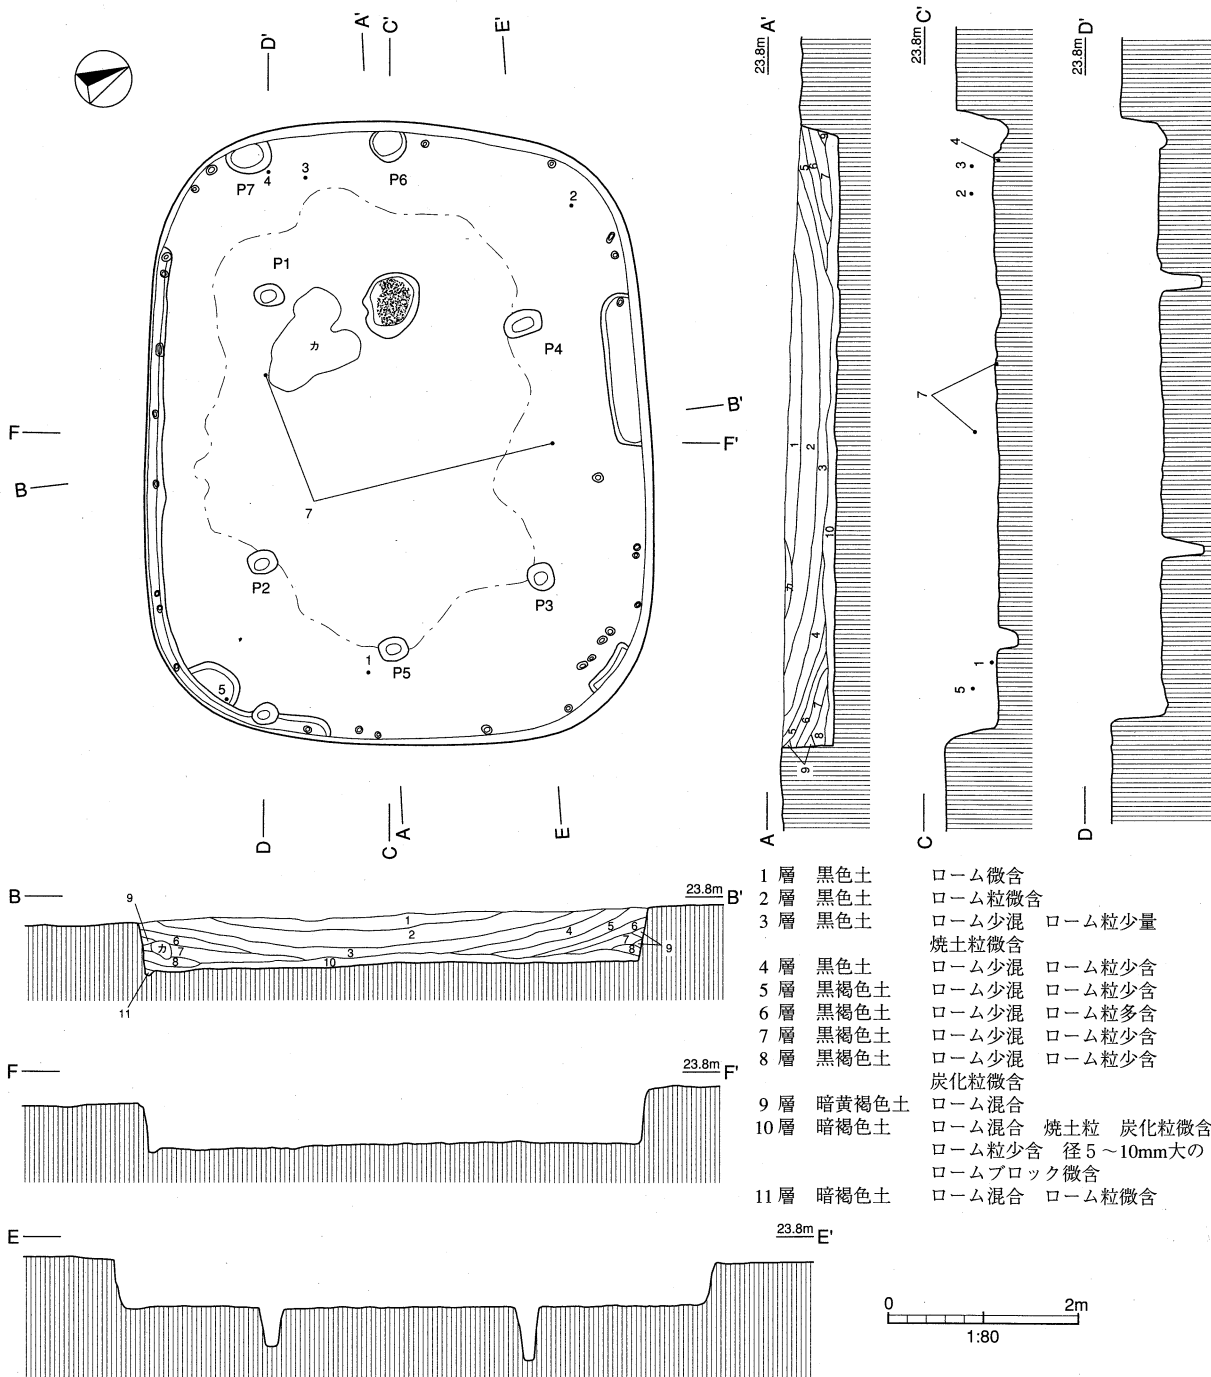 D'
A'
C'
E'
23.8m A'
23.8m C'
23.8m D'
P7
4
3
P6
2
P1
カ
P4
B'
F
F'
B
7
P2
P3
1
P5
5
D
C
A
E
5
6
9
7
1
2
3
10
カ
4
5
6
7
8
9
A
4
3
2
7
1
5
C
D
B
9
23.8m B'
1
2
3
4
5
6
7
8
9
カ
6
7
8
10
11
F
23.8m F'
E
23.8m E'
1層 黒色土 ローム微含
2層 黒色土 ローム粒微含
3層 黒色土 ローム少混 ローム粒少量
焼土粒微含
4層 黒色土 ローム少混 ローム粒少含
5層 黒褐色土 ローム少混 ローム粒少含
6層 黒褐色土 ローム少混 ローム粒多含
7層 黒褐色土 ローム少混 ローム粒少含
8層 黒褐色土 ローム少混 ローム粒少含
炭化粒微含
9層 暗黄褐色土 ローム混合
10層 暗褐色土 ローム混合 焼土粒 炭化粒微含
ローム粒少含 径5〜10mm大の
ロームブロック微含
11層 暗褐色土 ローム混合 ローム粒微含
0 2m
1:80